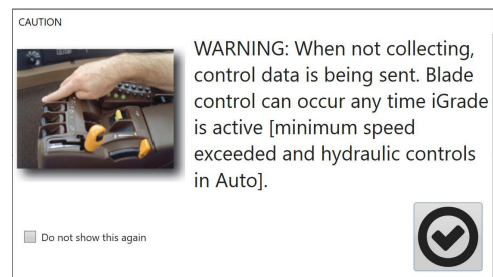 CAUTION
WARNING: When not collecting,
control data is being sent. Blade
control can occur any time iGrade
is active [minimum speed
exceeded and hydraulic controls
in Auto].
Do not show this again